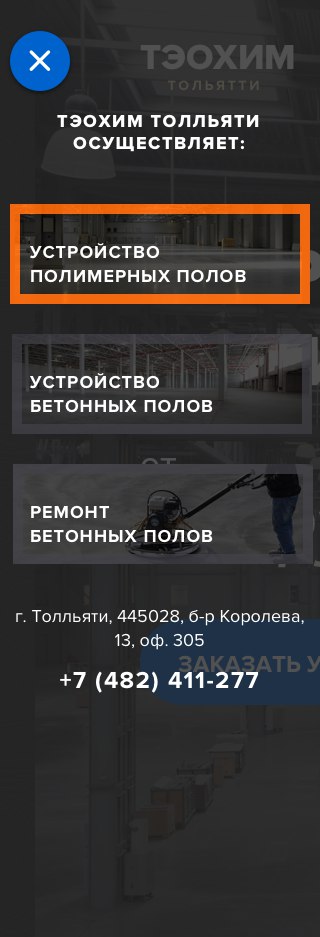 ТЭОХИМ
ТОЛЬЯТТИ
ТЭОХИМ ТОЛЛЬЯТИ
ОСУЩЕСТВЛЯЕТ:
УСТРОЙСТВО
ПОЛИМЕРНЫХ ПОЛОВ
УСТРОЙСТВО
БЕТОННЫХ ПОЛОВ
ОТ
РЕМОНТ
БЕТОННЫХ ПОЛОВ
г. Толльяти, 445028, б-р Королева,
13, оф. 305
ЗАКАЗАТЬ У
+7 (482) 411-277